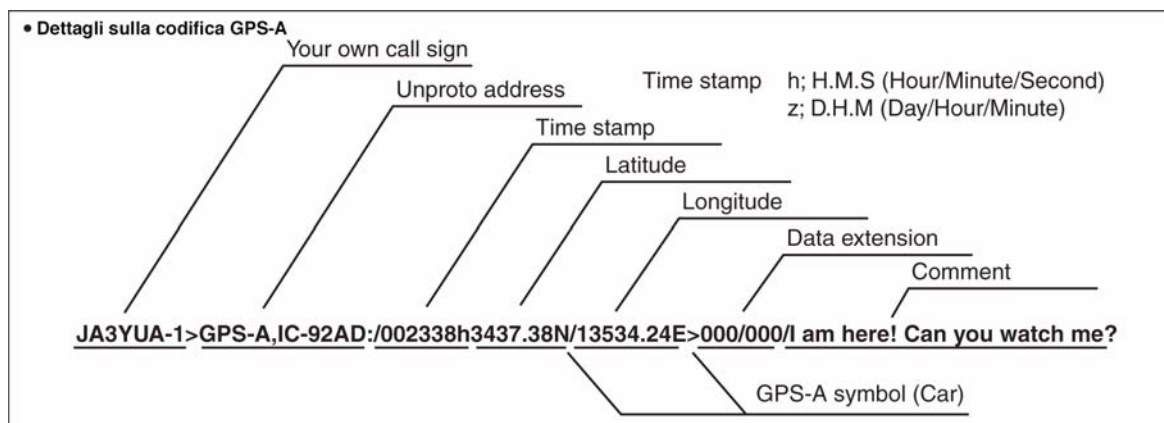 • Dettagli sulla codifica GPS-A
Your own call sign
Unproto address
Time stamp
Latitude
Longitude
Data extension
Comment
Time stamp h; H.M.S (Hour/Minute/Second)
z; D.H.M (Day/Hour/Minute)
JA3YUA-1>GPS-A,IC-92AD:/002338h3437.38N/13534.24E>000/000/I am here! Can you watch me?
GPS-A symbol (Car)